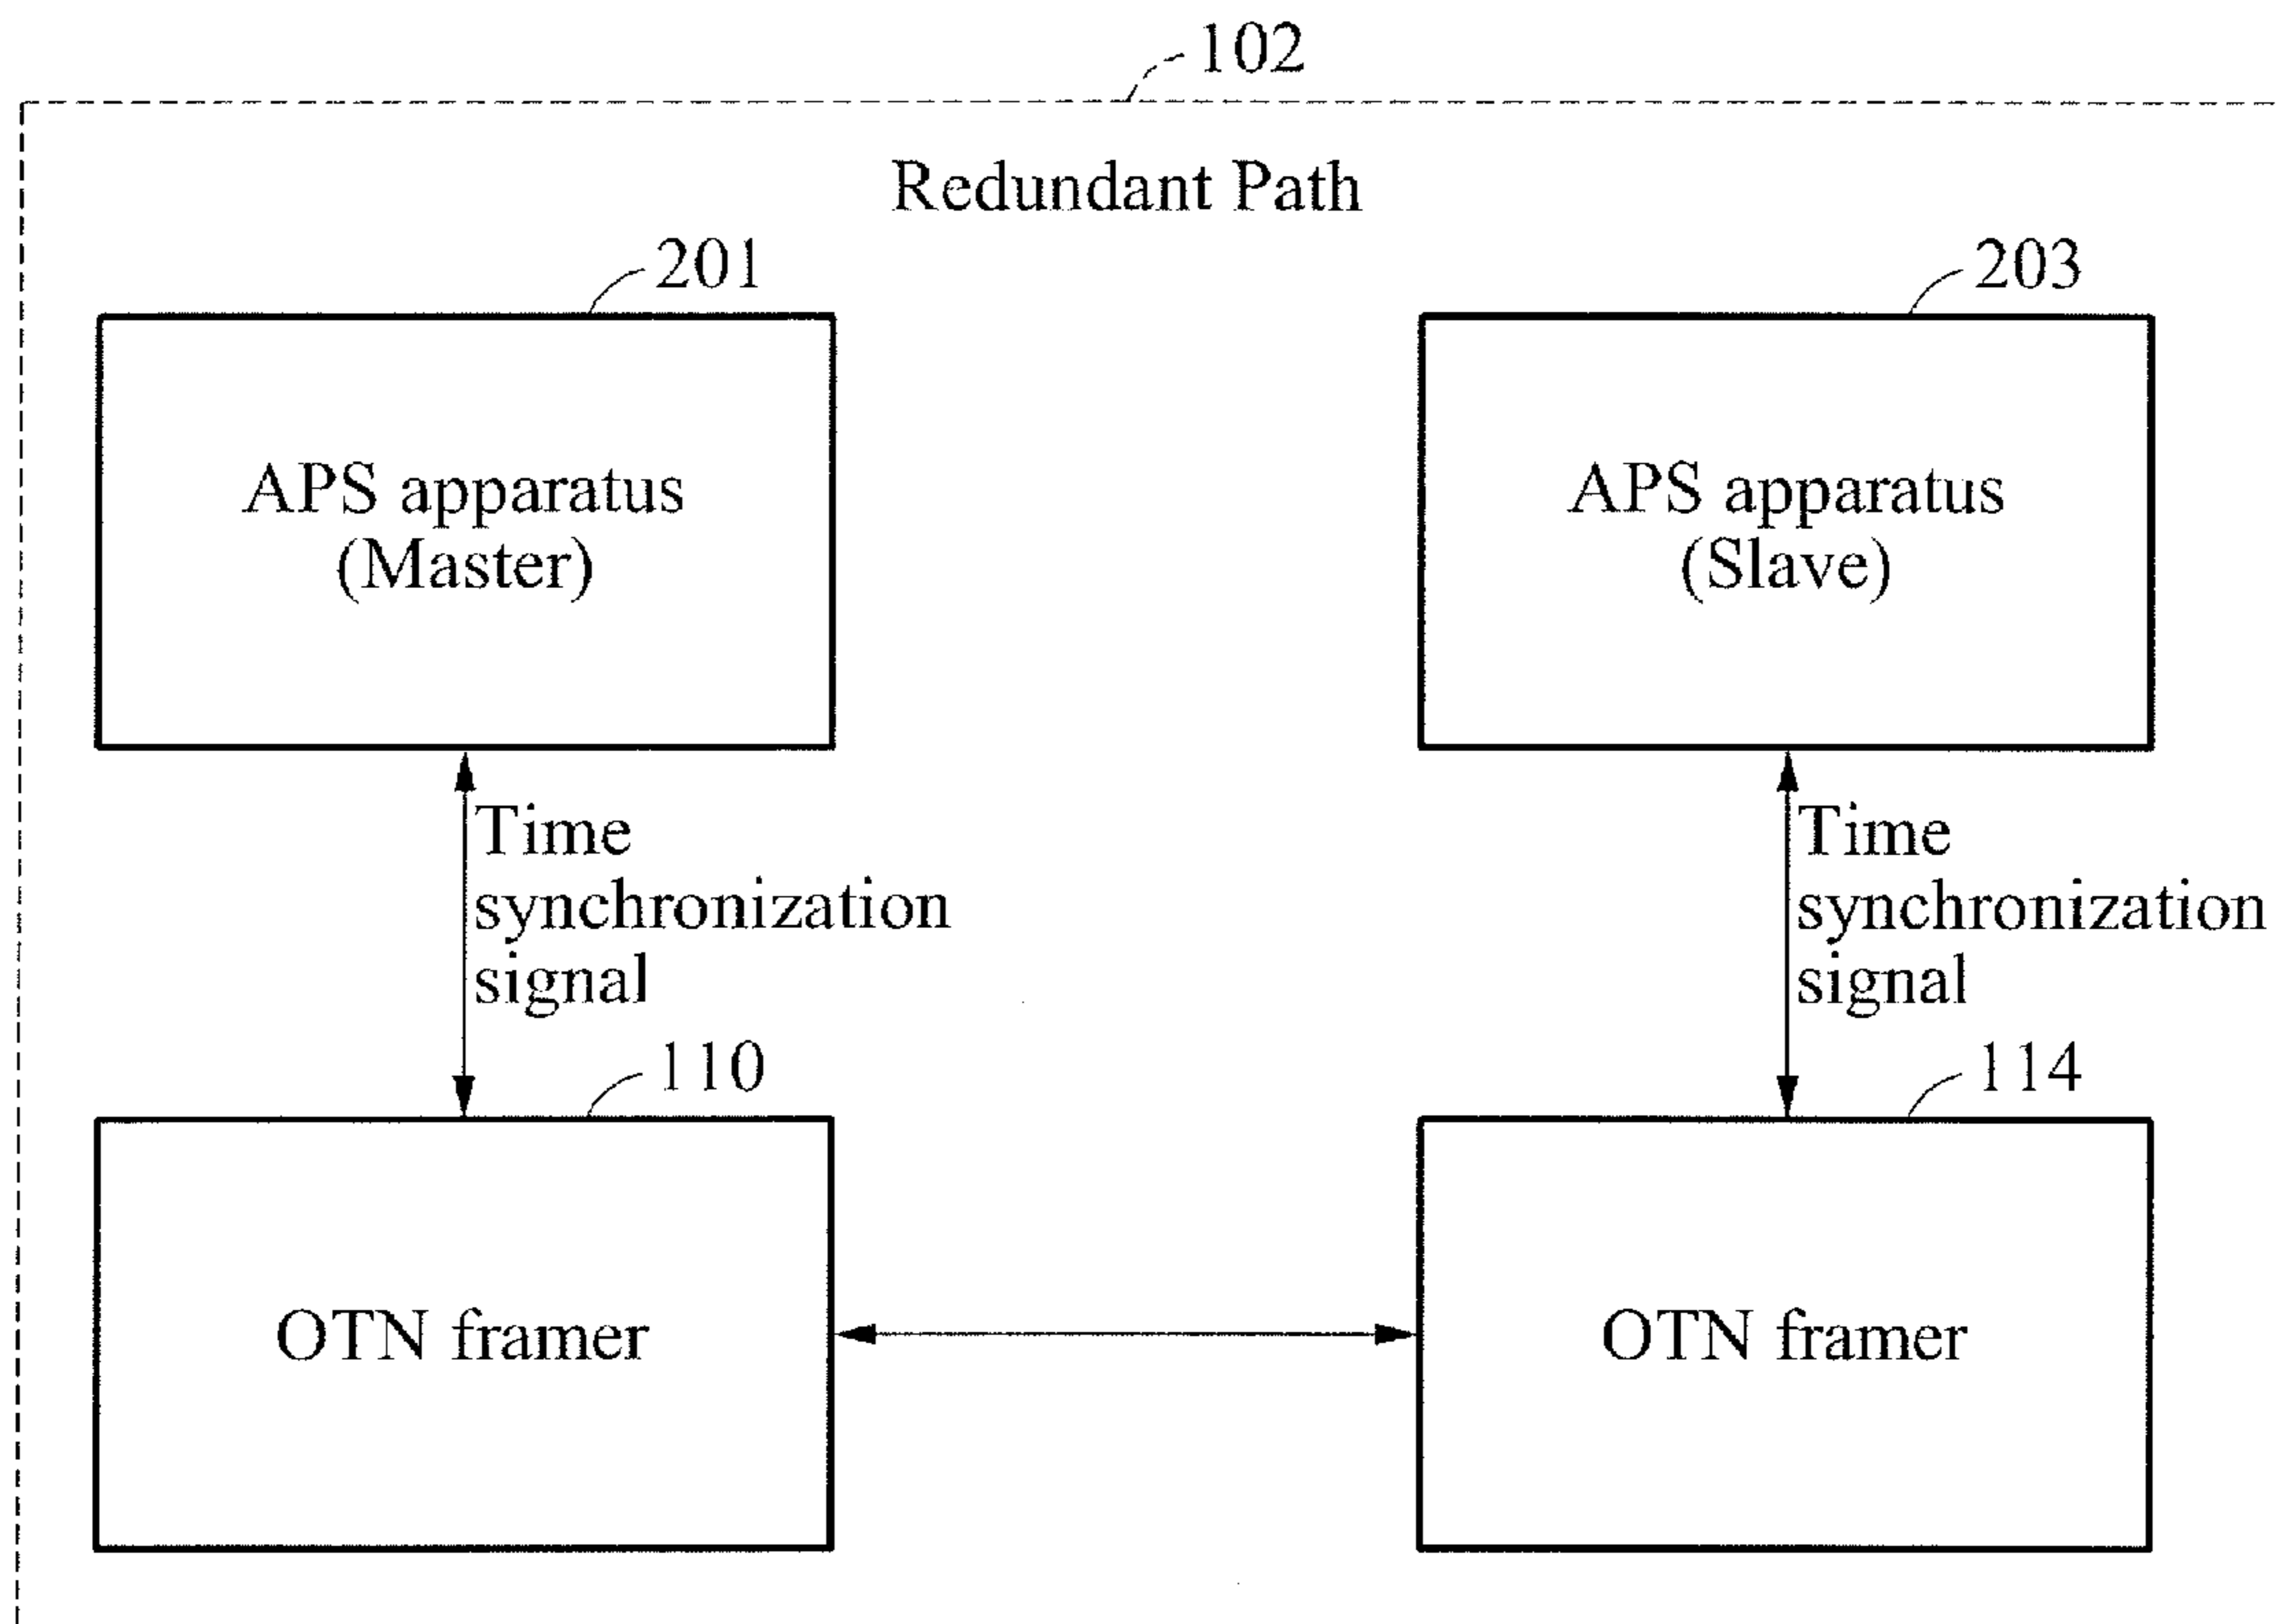 102
Redundant Path
201
203
APS apparatus
(Master)
APS apparatus
(Slave)
Time
synchronization
signal
Time
synchronization
signal
110
114
OTN framer
OTN framer